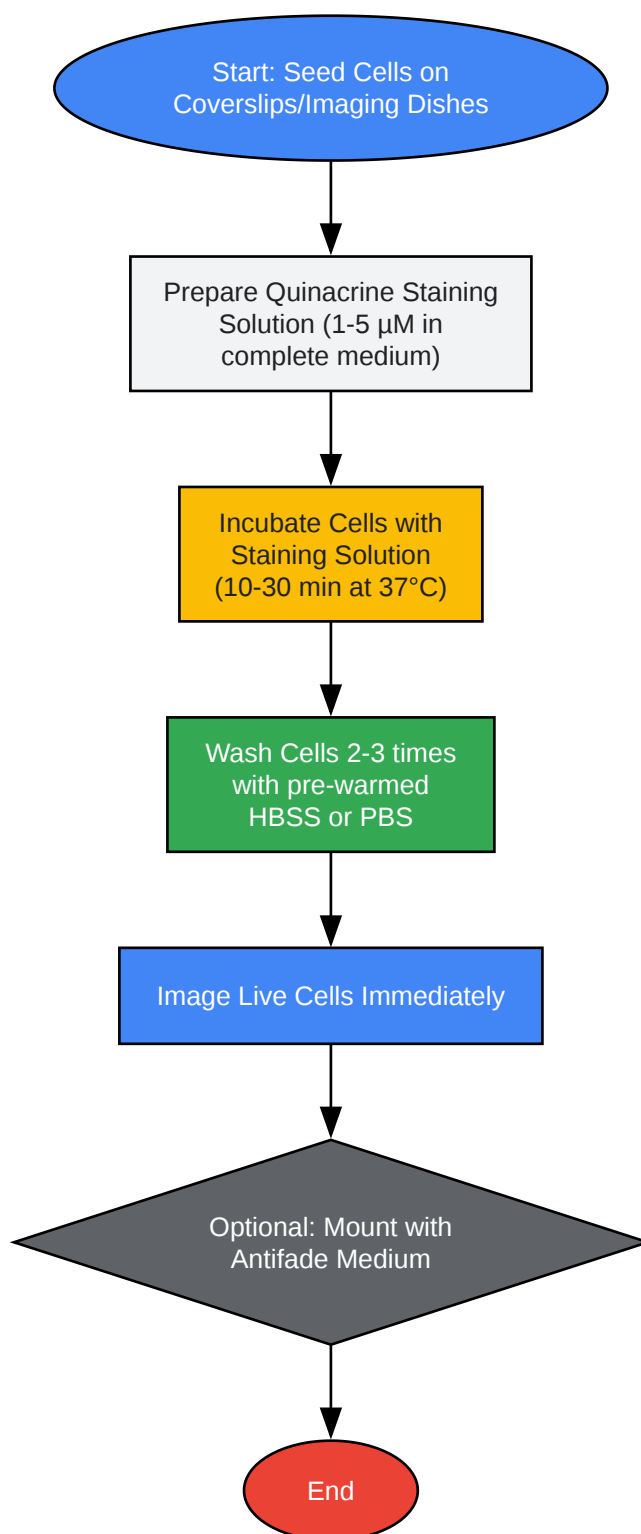 Start: Seed Cells on
Coverslips/Imaging Dishes
Prepare Quinacrine Staining
Solution (1-5 µM in
complete medium)
Incubate Cells with
Staining Solution
(10-30 min at 37°C)
Wash Cells 2-3 times
with pre-warmed
HBSS or PBS
Image Live Cells Immediately
Optional: Mount with
Antifade Medium
End